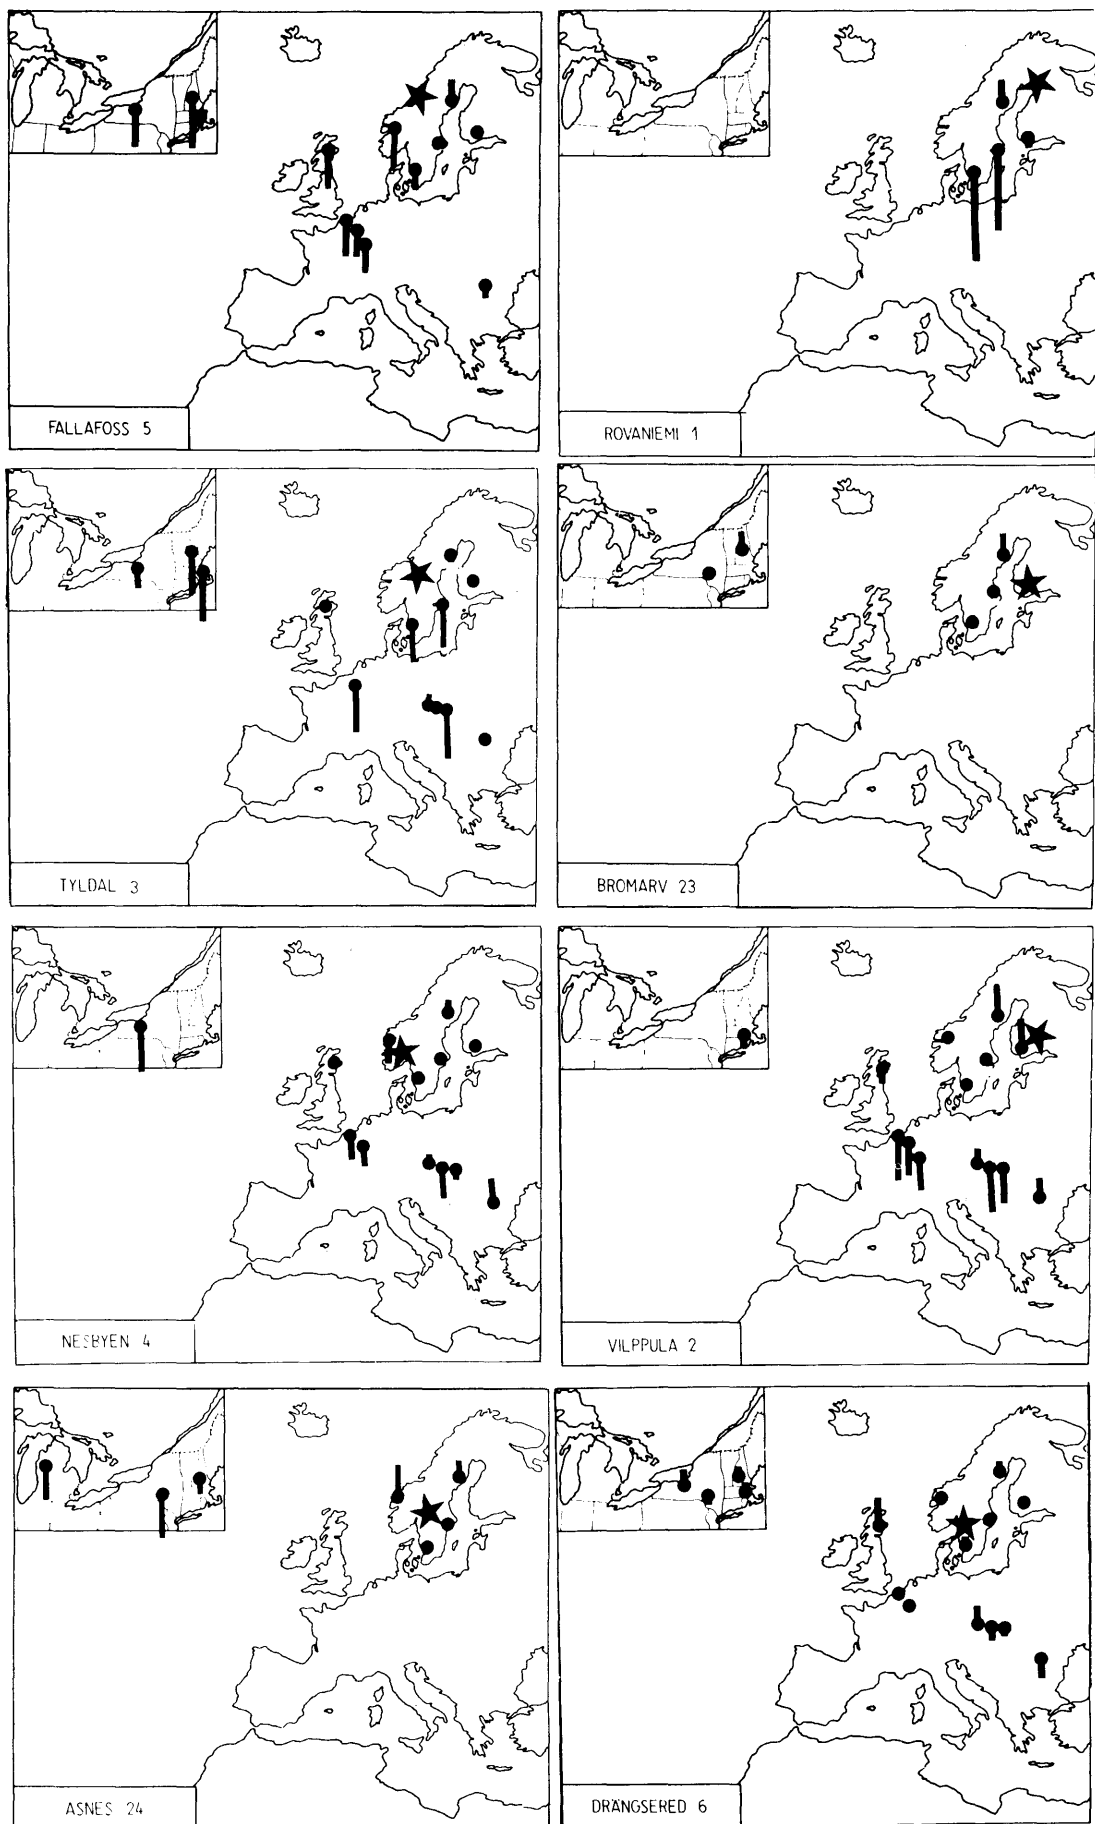 FALLAFOSS 5
ROVANIEMI 1
TYLDAL 3
BROMARV 23
NESBYEN 4
VILPPULA 2
ASNES 24
DRÄNGSERED 6